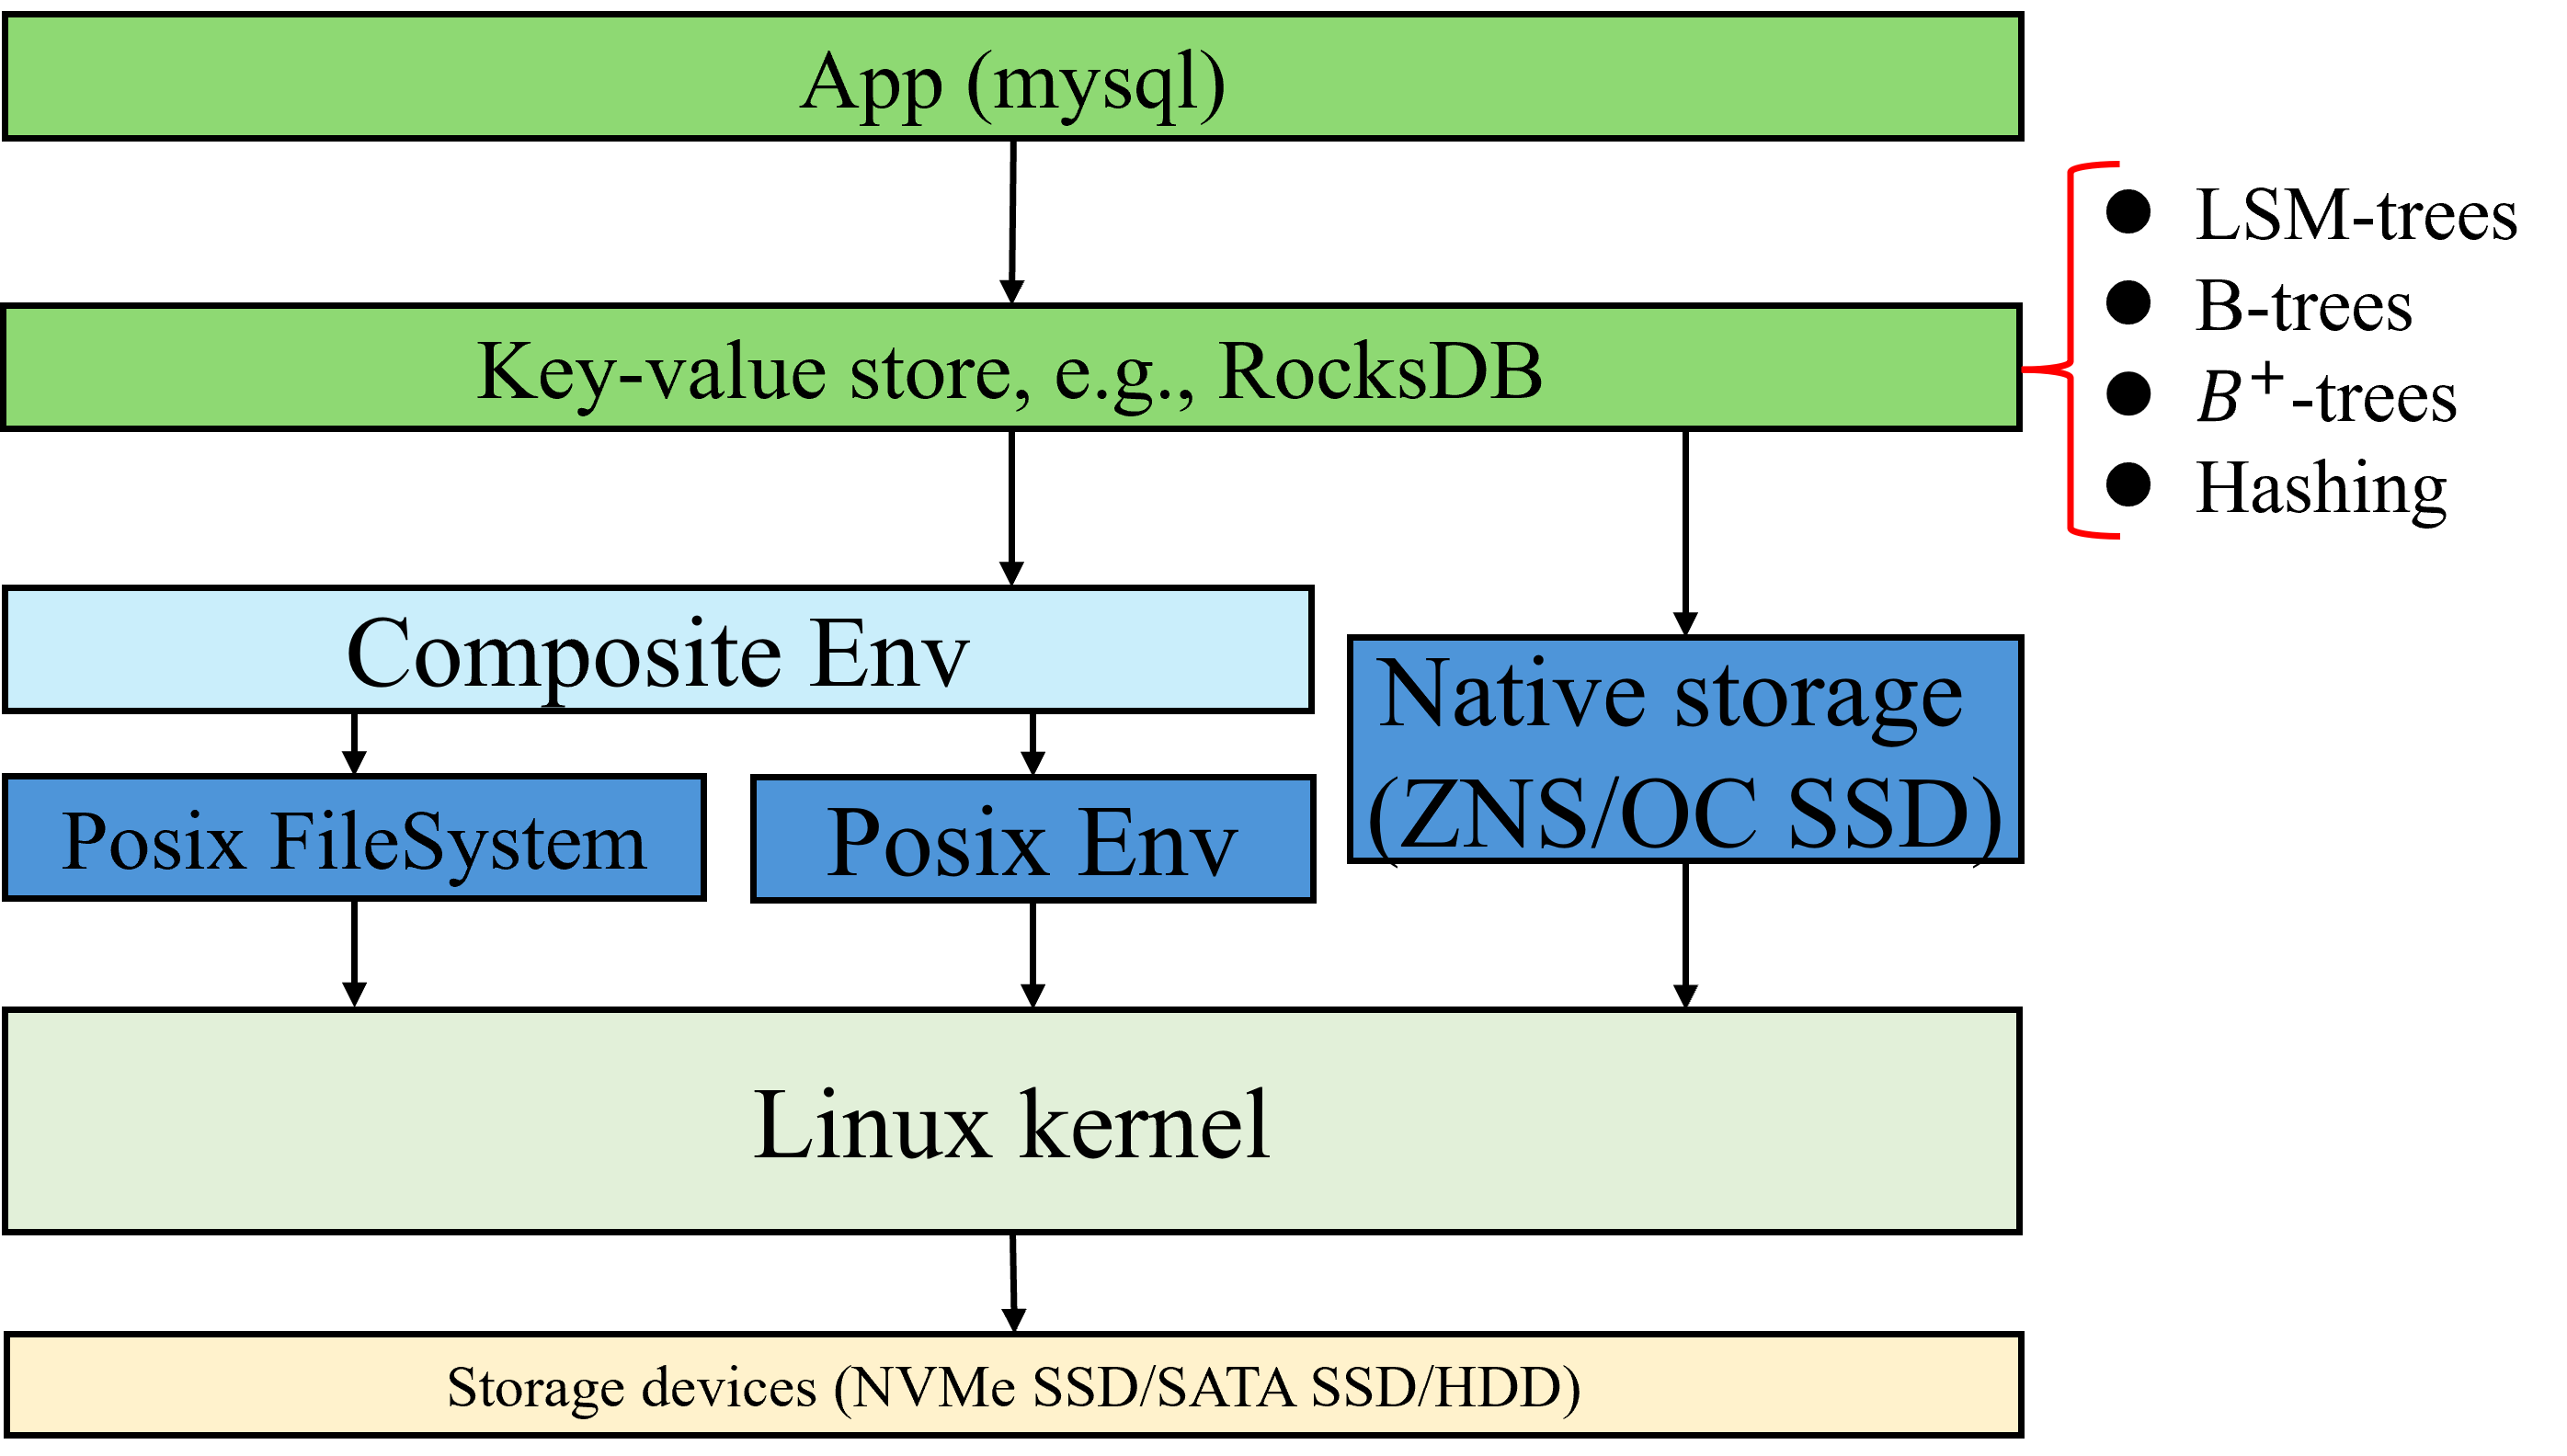 App (mysql)
Key-value store, e.g., RocksDB
● LSM-trees
● B-trees
● B⁺-trees
● Hashing
Composite Env
Native storage
(ZNS/OC SSD)
Posix FileSystem
Posix Env
Linux kernel
Storage devices (NVMe SSD/SATA SSD/HDD)